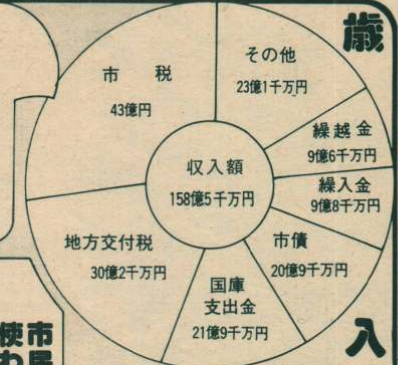 歳入
収入額
158億5千万円
市税
43億円
地方交付税
30億2千万円
国庫
支出金
21億9千万円
市債
20億9千万円
繰入金
9億8千万円
繰越金
9億6千万円
その他
23億1千万円